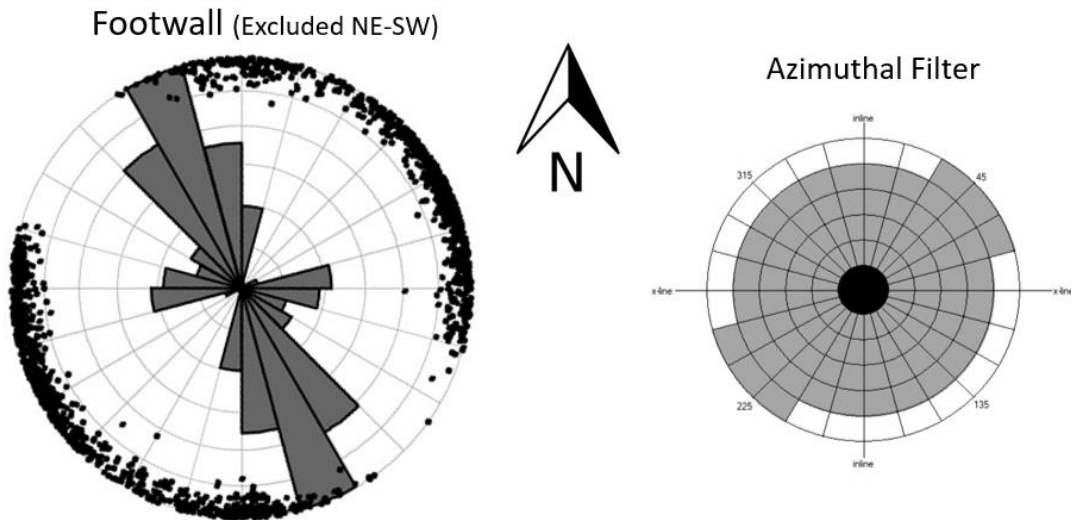 Footwall (Excluded NE-SW)
N
Azimuthal Filter
inline
315
45
x-line
x-line
225
135
inline